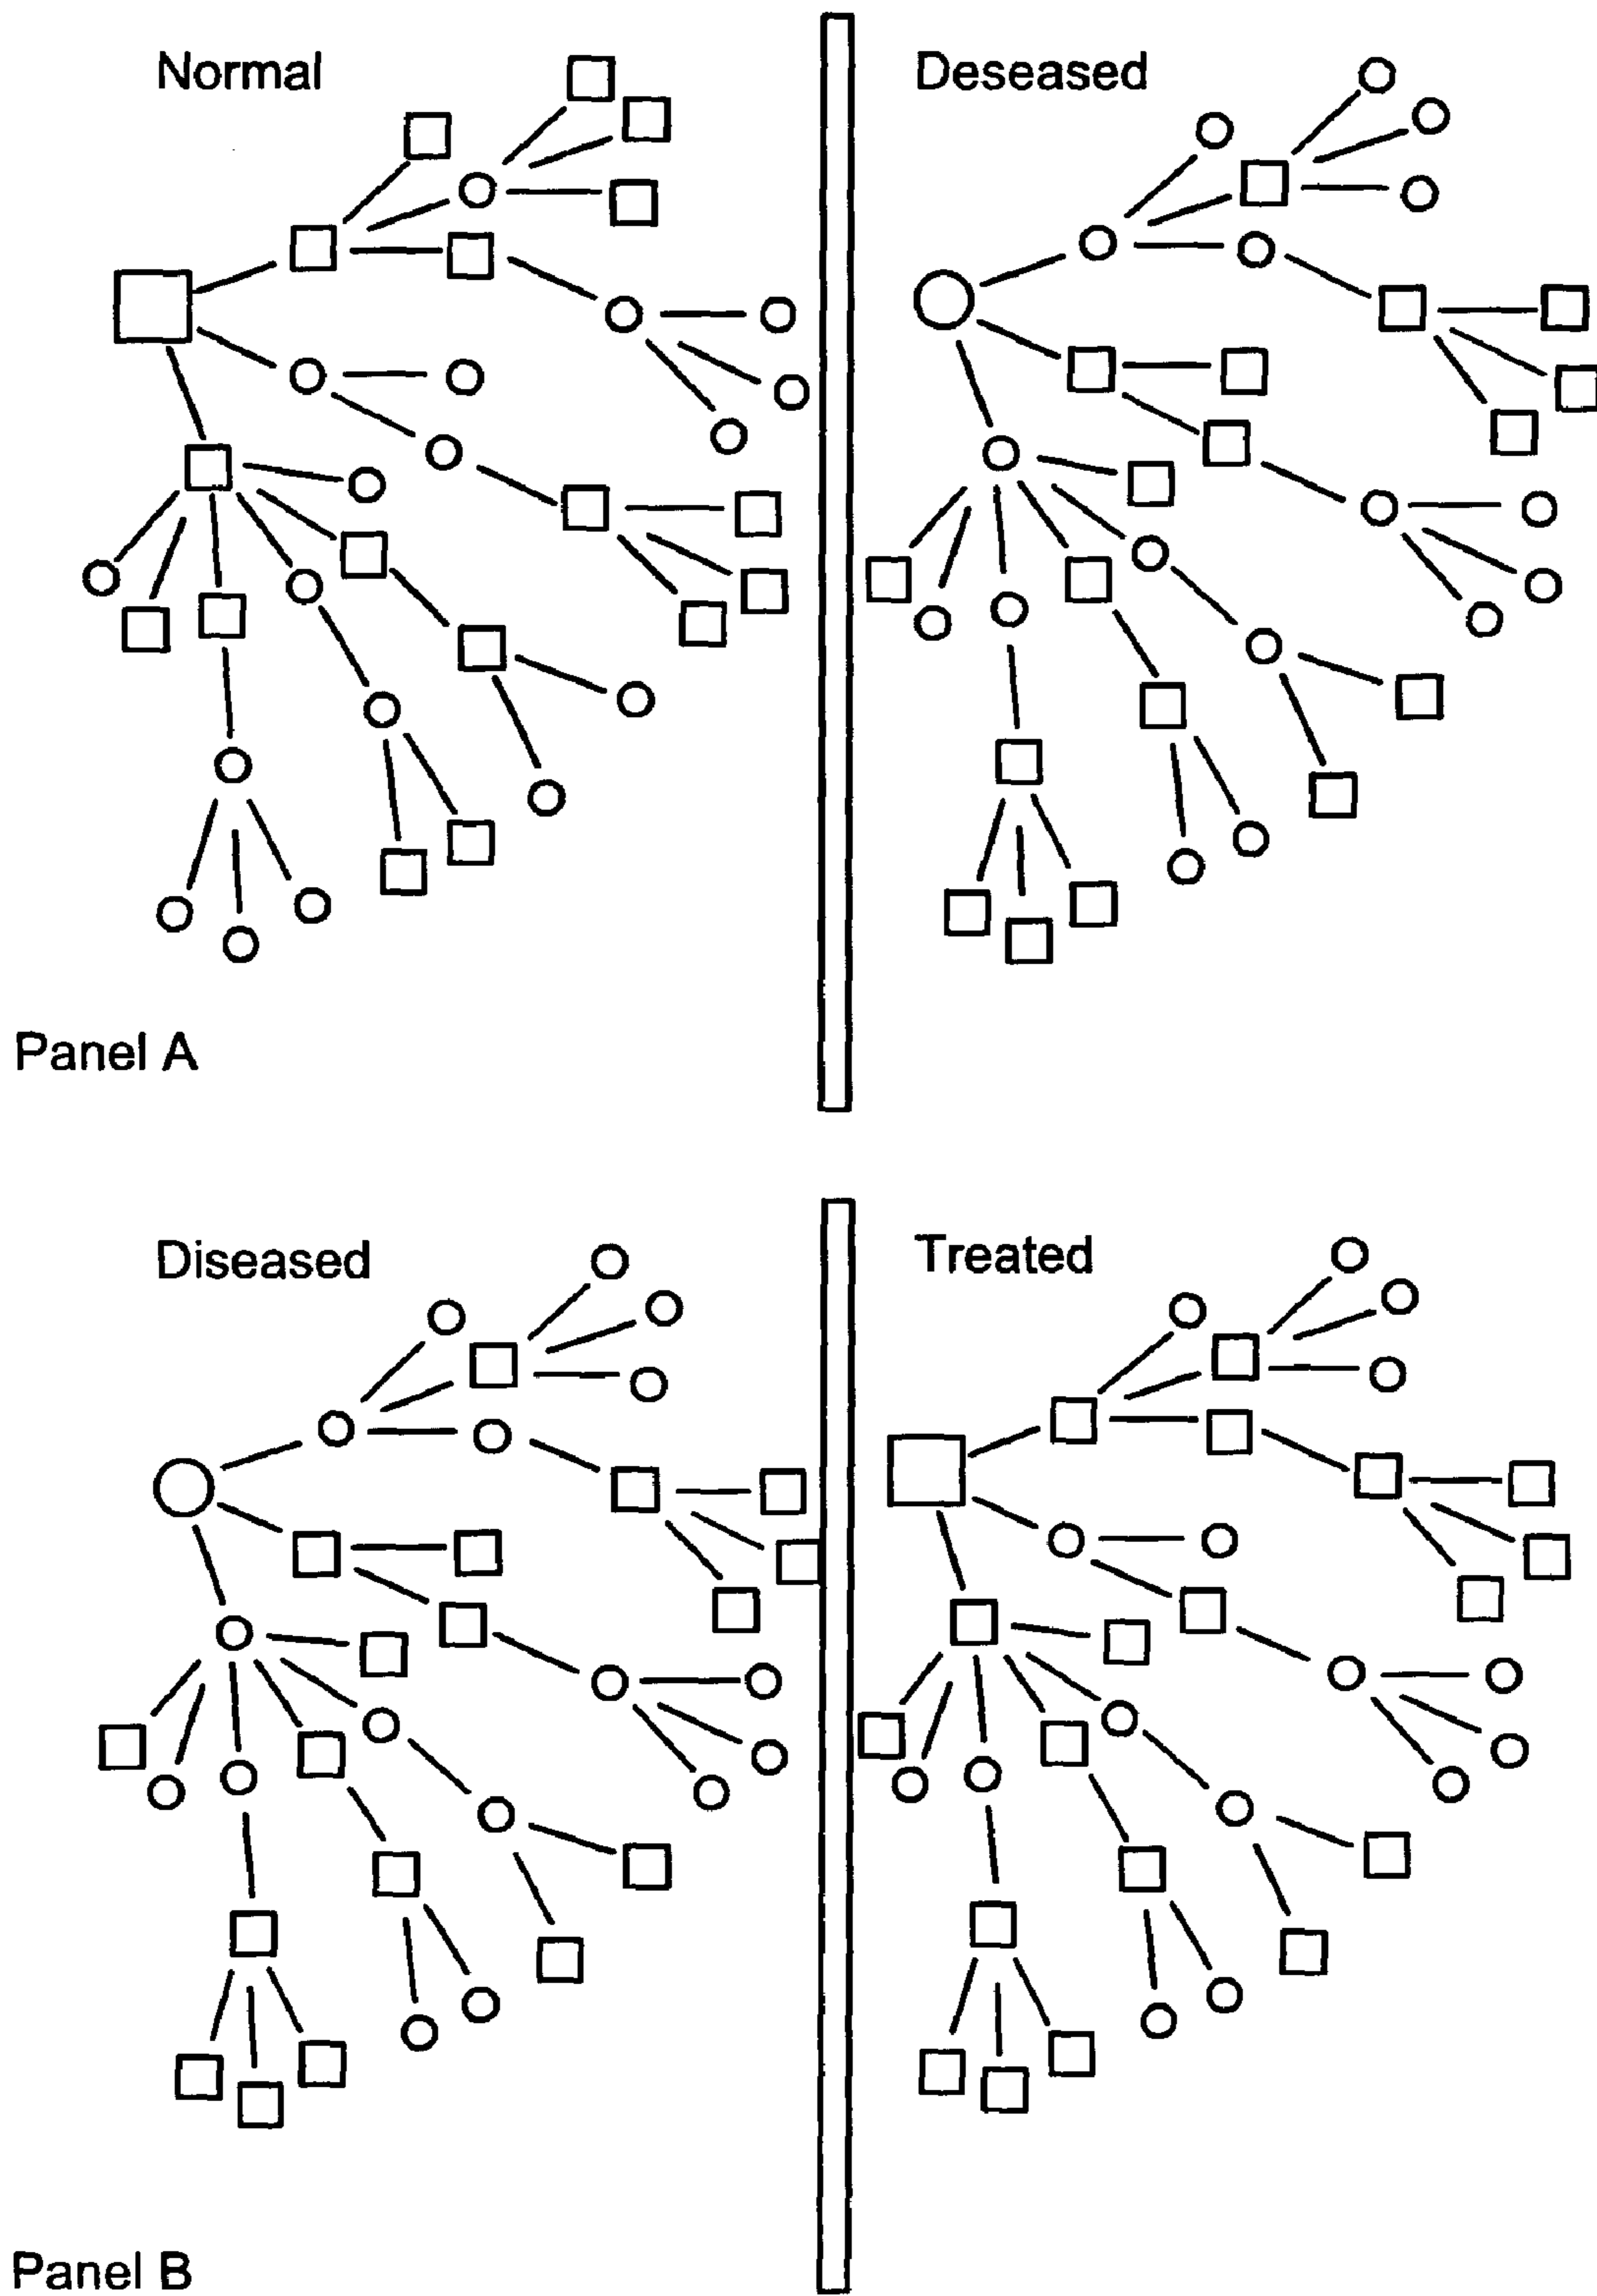 Normal
Deseased
Panel A
Diseased
Treated
Panel B